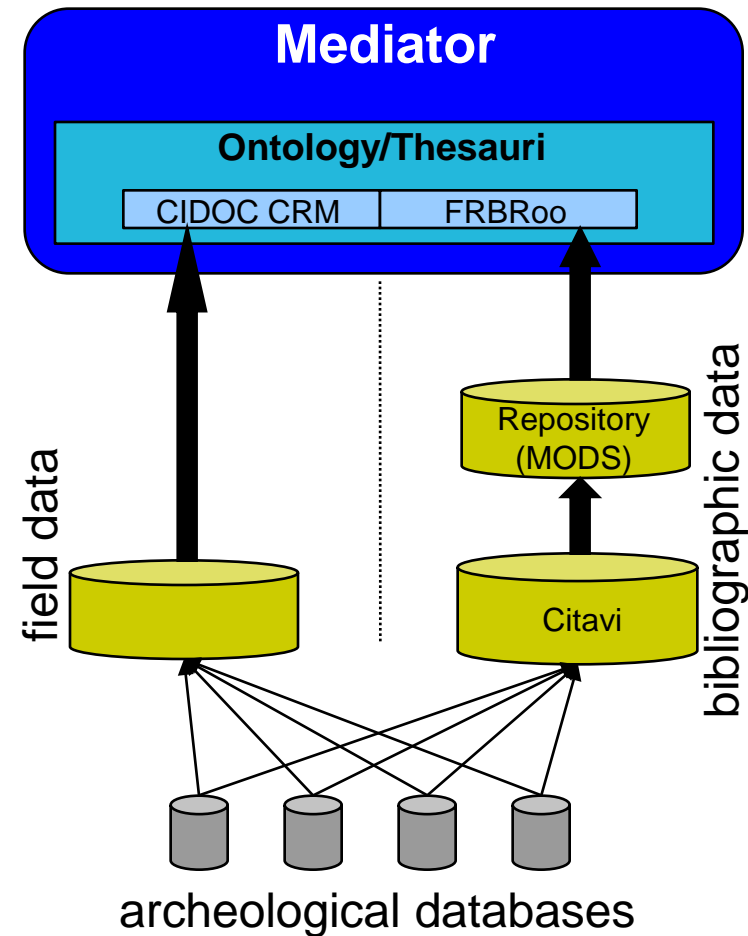 Mediator
Ontology/Thesauri
CIDOC CRM
FRBRoo
Repository
(MODS)
field data
bibliographic data
Citavi
archeological databases